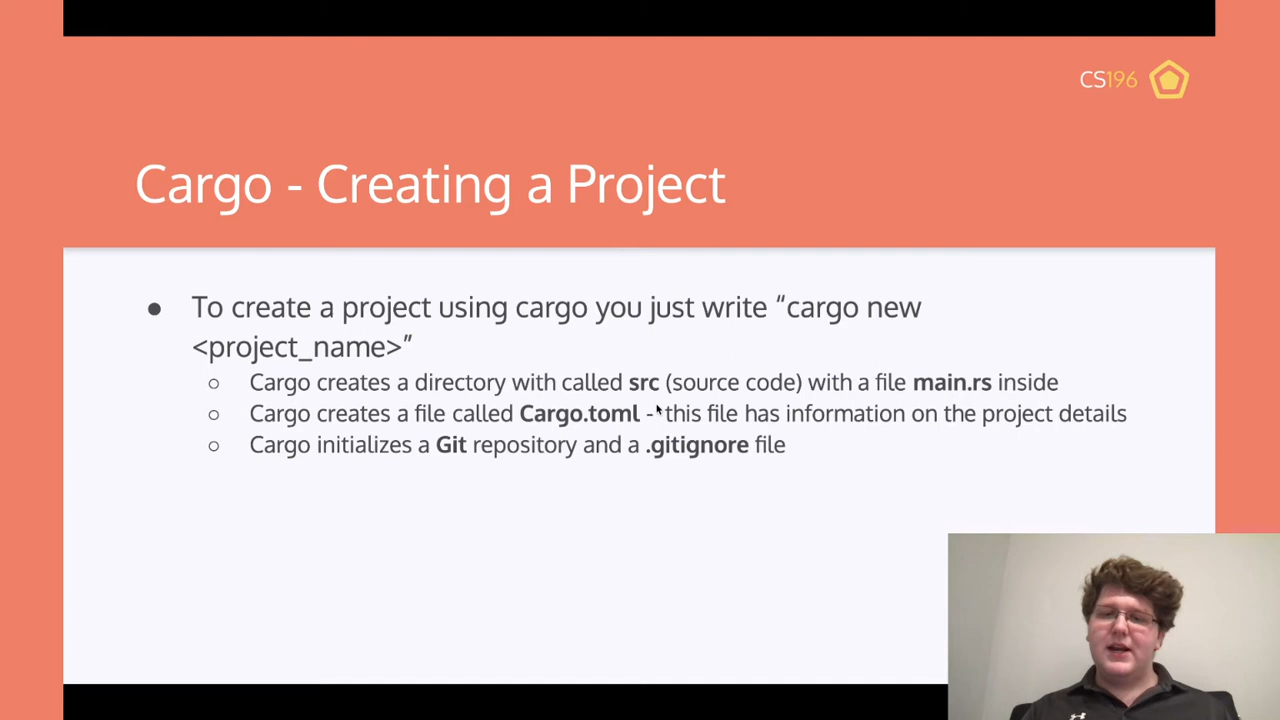 CS196
Cargo - Creating a Project
● To create a project using cargo you just write “cargo new
<project_name>”
○ Cargo creates a directory with called src (source code) with a file main.rs inside
○ Cargo creates a file called Cargo.toml - this file has information on the project details
○ Cargo initializes a Git repository and a .gitignore file